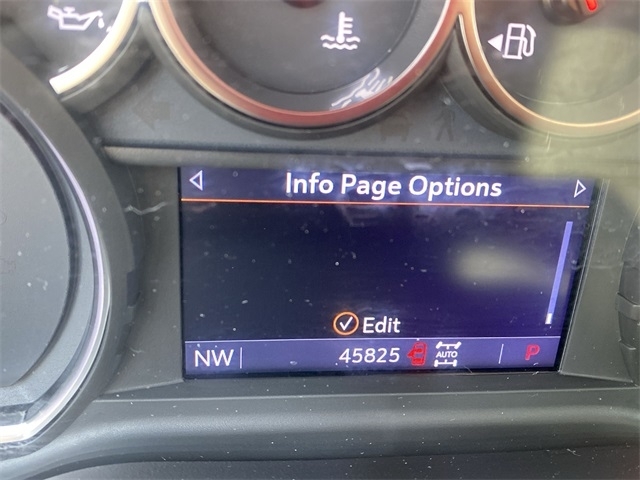 Info Page Options
Edit
NW 45825 AUTO P